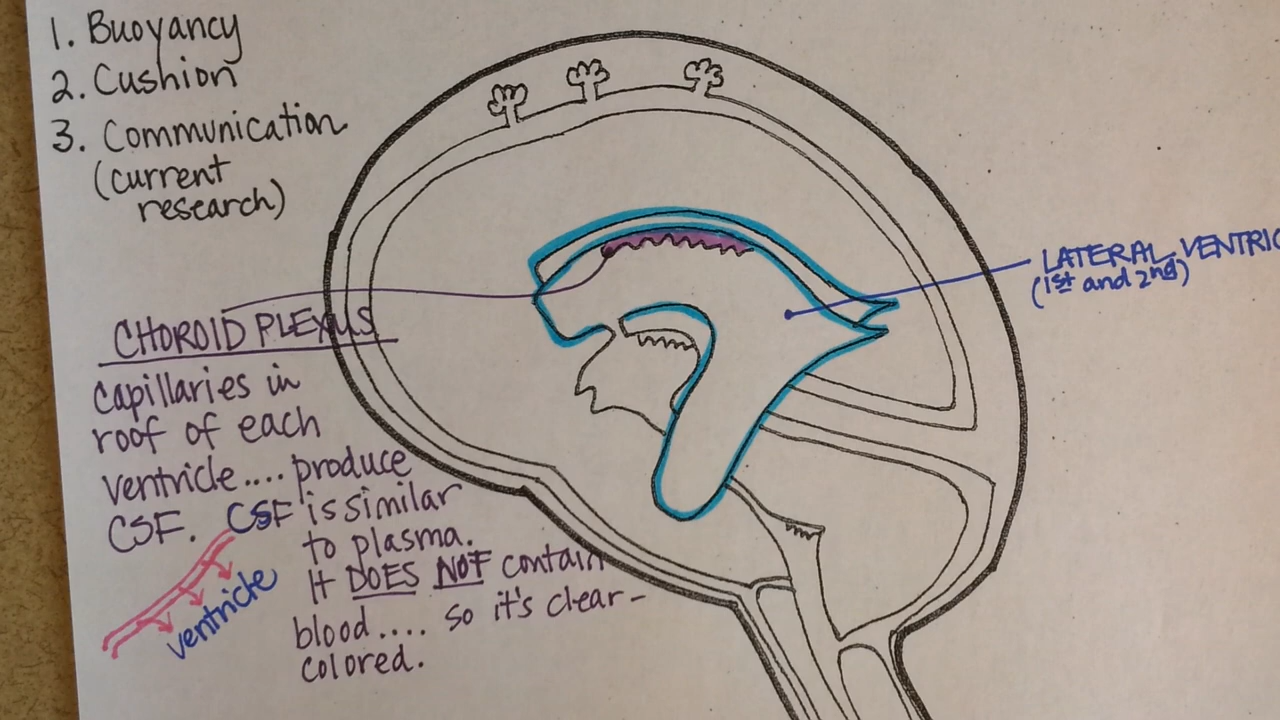 1. Buoyancy
2. Cushion
3. Communication
(current
research)
LATERAL VENTRIC
(1st and 2nd)
CHOROID PLEXUS
capillaries in
roof of each
ventricle.... produce
CSF. CSF is similar
to plasma.
It DOES NOT contain
blood.... so it's clear-
colored.
ventricle